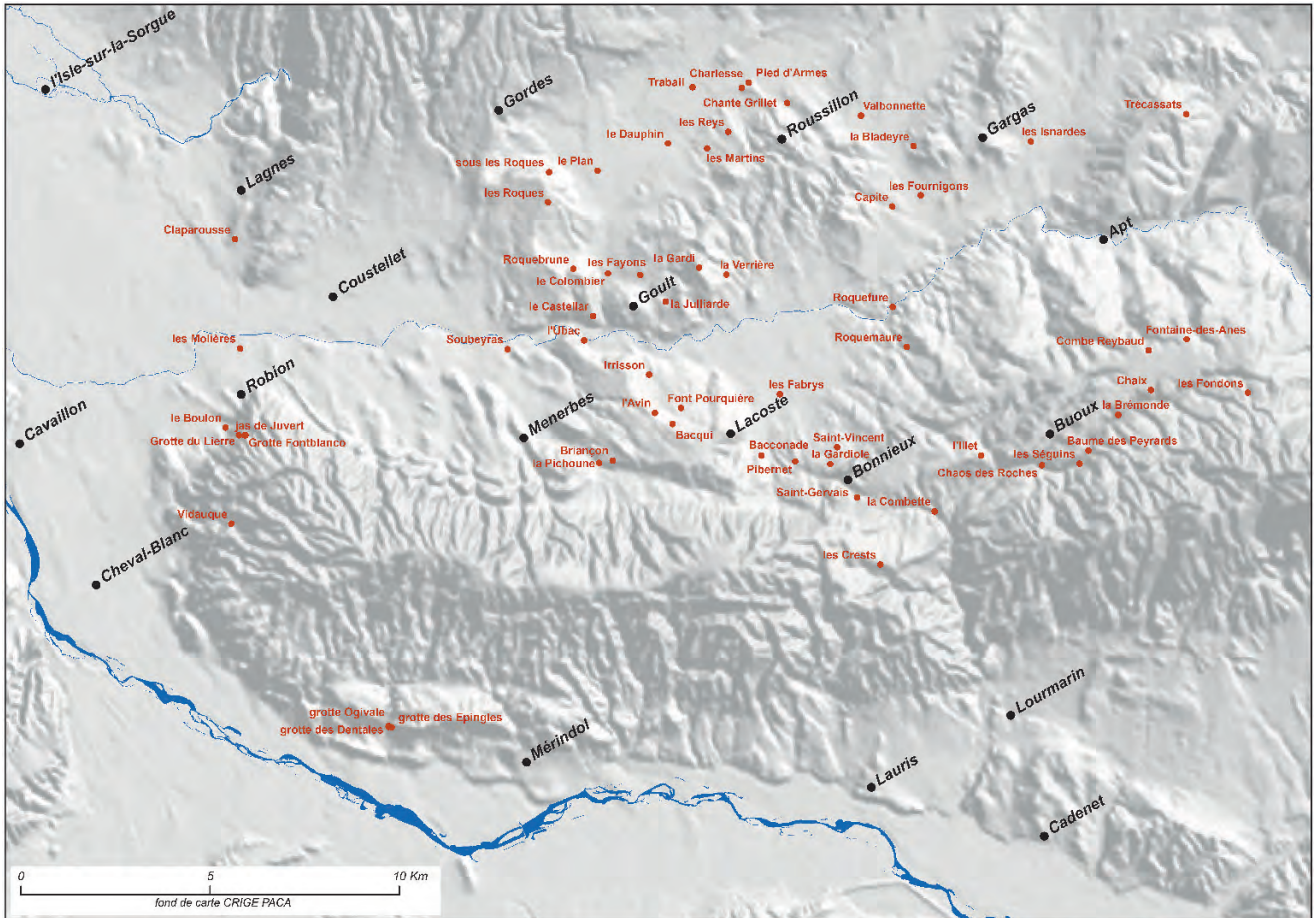 l'Isle-sur-la-Sorgue
Gordes
Trabail
Charlesse
Pied d'Armes
Chante Grillet
Roussillon
Valbonnette
Gargas
Trécassats
les Reys
le Dauphin
les Martins
la Bladeyre
les Isnardes
sous les Roques
le Plan
les Roques
Lagnes
Capite
les Fournigons
Claparousse
Apt
Coustellet
Roquebrune
les Fayons
la Gardi
la Verrière
le Colombier
Goult
la Julliarde
le Castellar
Roquefure
l'Ubac
les Molières
Soubeyras
Roquemaure
Combe Reybaud
Fontaine-des-Anes
Robion
Irrisson
les Fabrys
Chaix
les Fondons
Cavaillon
le Boulon
jas de Juvert
Grotte du Lierre
Grotte Fontblanco
Menerbes
l'Avin
Font Pourquière
Bacqui
Lacoste
la Brémonde
Buoux
Briançon
la Pichoune
Bacconade
Saint-Vincent
Pibernet
la Gardiole
Bonnieux
l'Illet
les Séguins
Baume des Peyrards
Chaos des Roches
Saint-Gervais
la Combette
Vidauque
Cheval-Blanc
les Crests
grotte Ogivale
grotte des Epingles
grotte des Dentales
Mérindol
Lourmarin
Lauris
Cadenet
0 5 10 Km
fond de carte CRIGE PACA